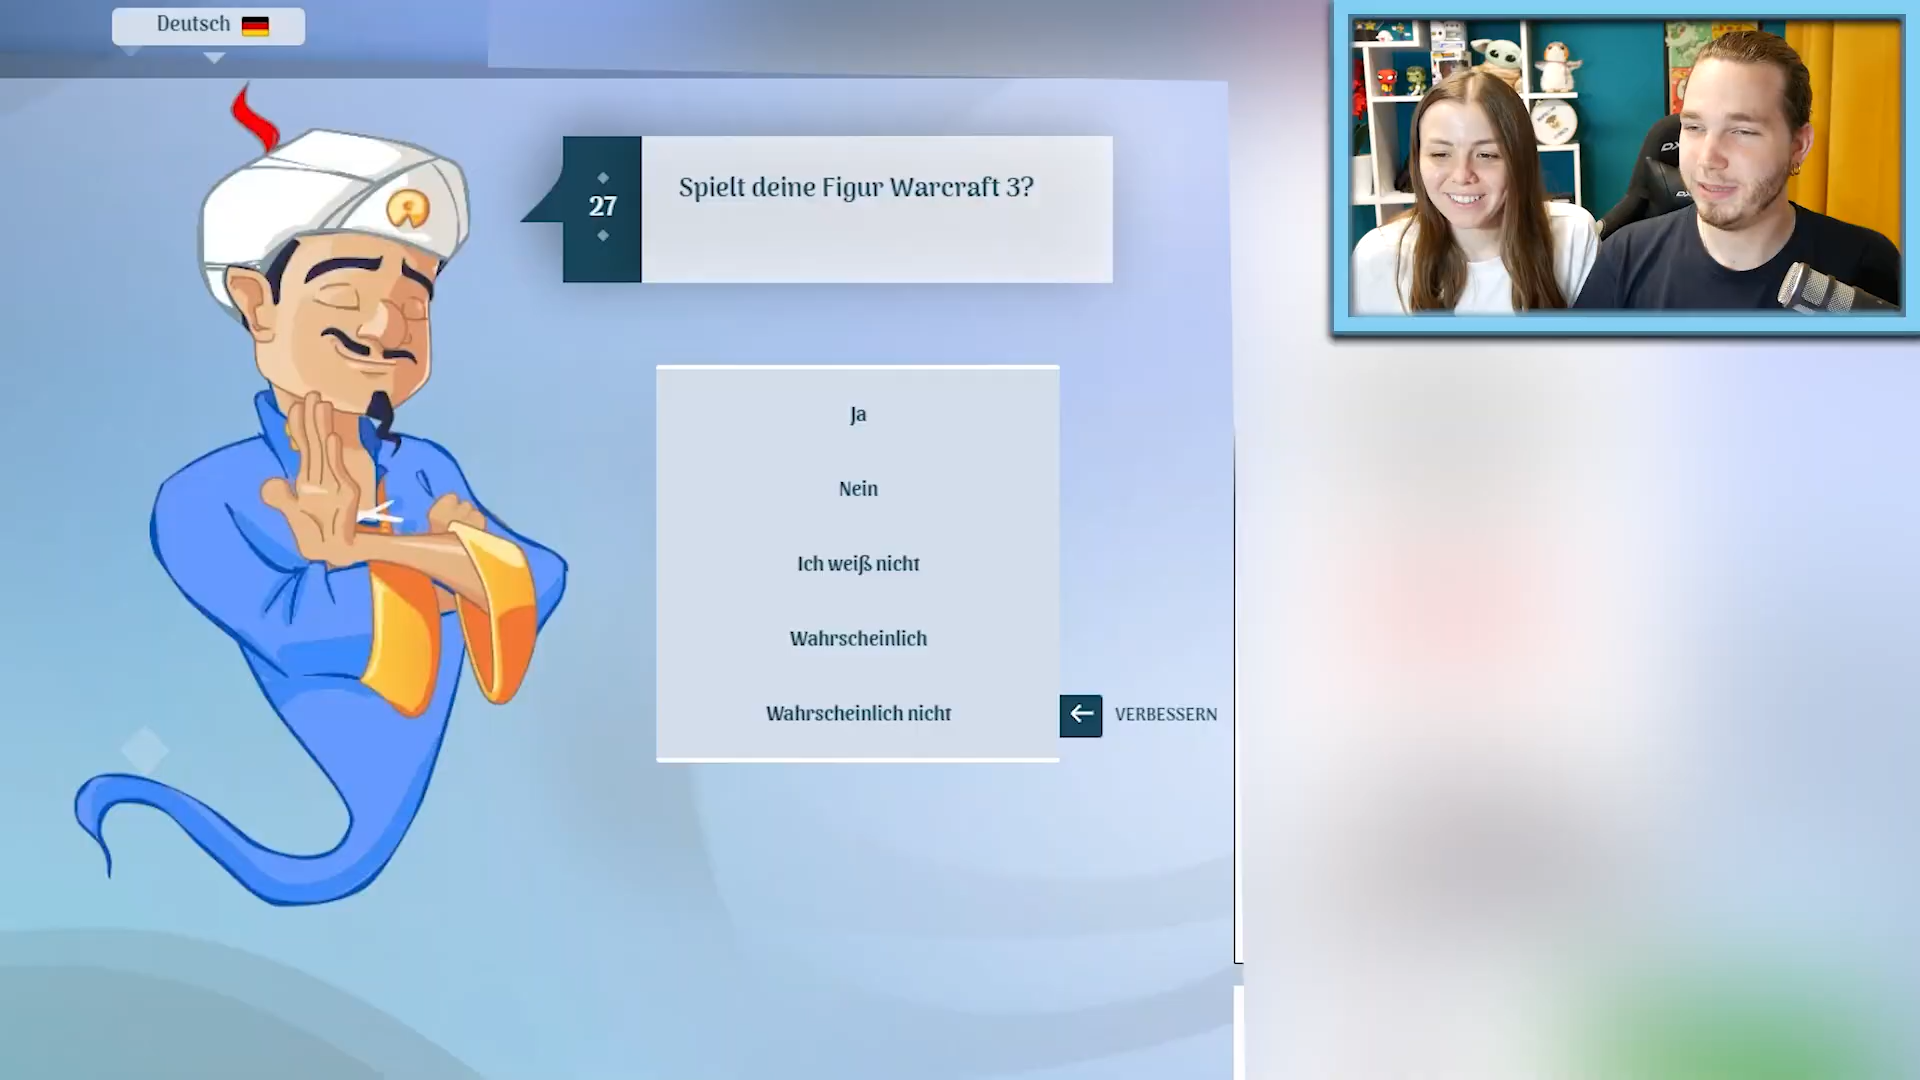 Deutsch
27
Spielt deine Figur Warcraft 3?
Ja
Nein
Ich weiß nicht
Wahrscheinlich
Wahrscheinlich nicht
VERBESSERN